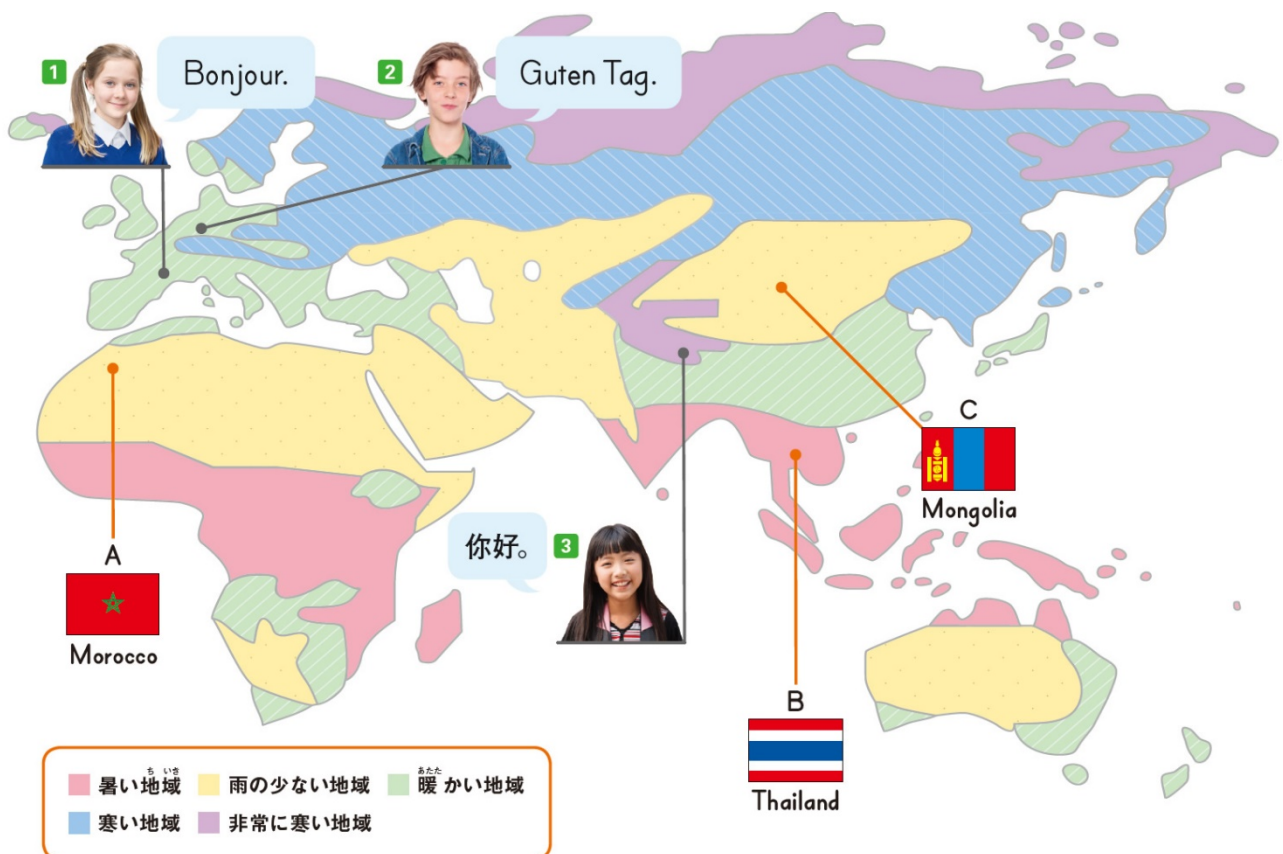 1
Bonjour.
2
Guten Tag.
C
Mongolia
你好。
3
A
Morocco
B
Thailand
ち いき
暑い地域
雨の少ない地域
あたた
暖かい地域
寒い地域
非常に寒い地域